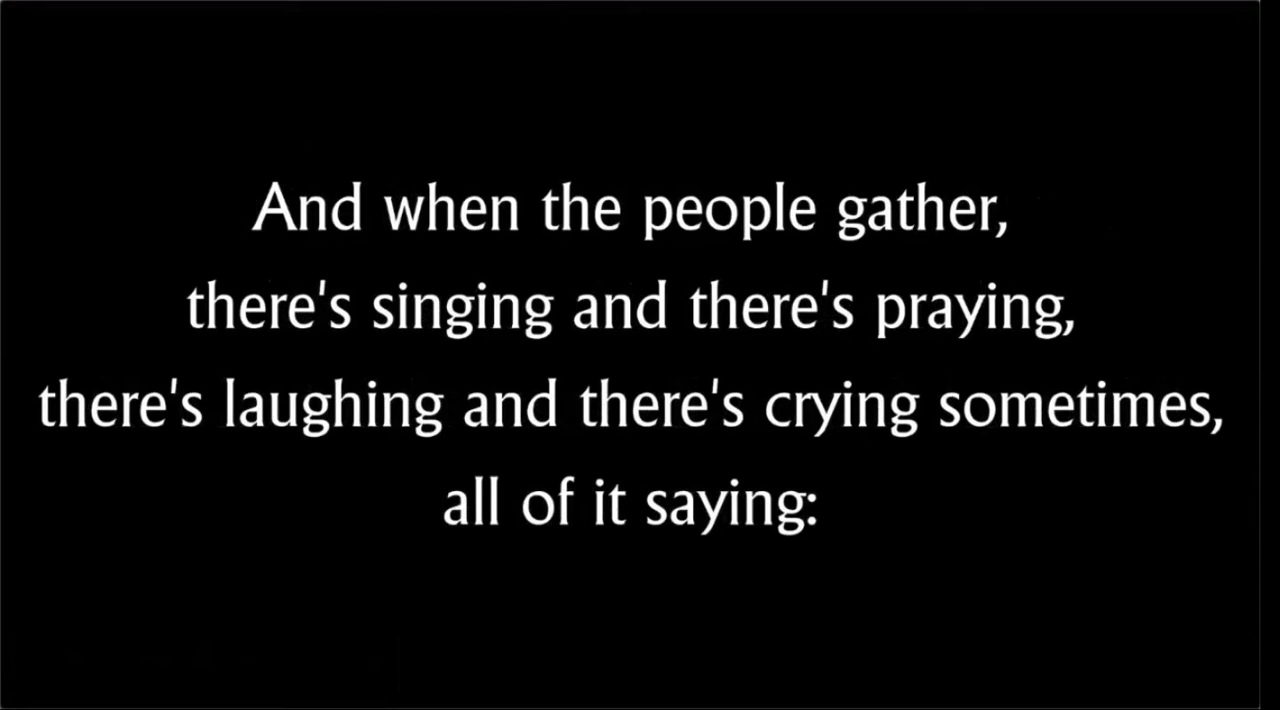 And when the people gather,
there's singing and there's praying,
there's laughing and there's crying sometimes,
all of it saying: